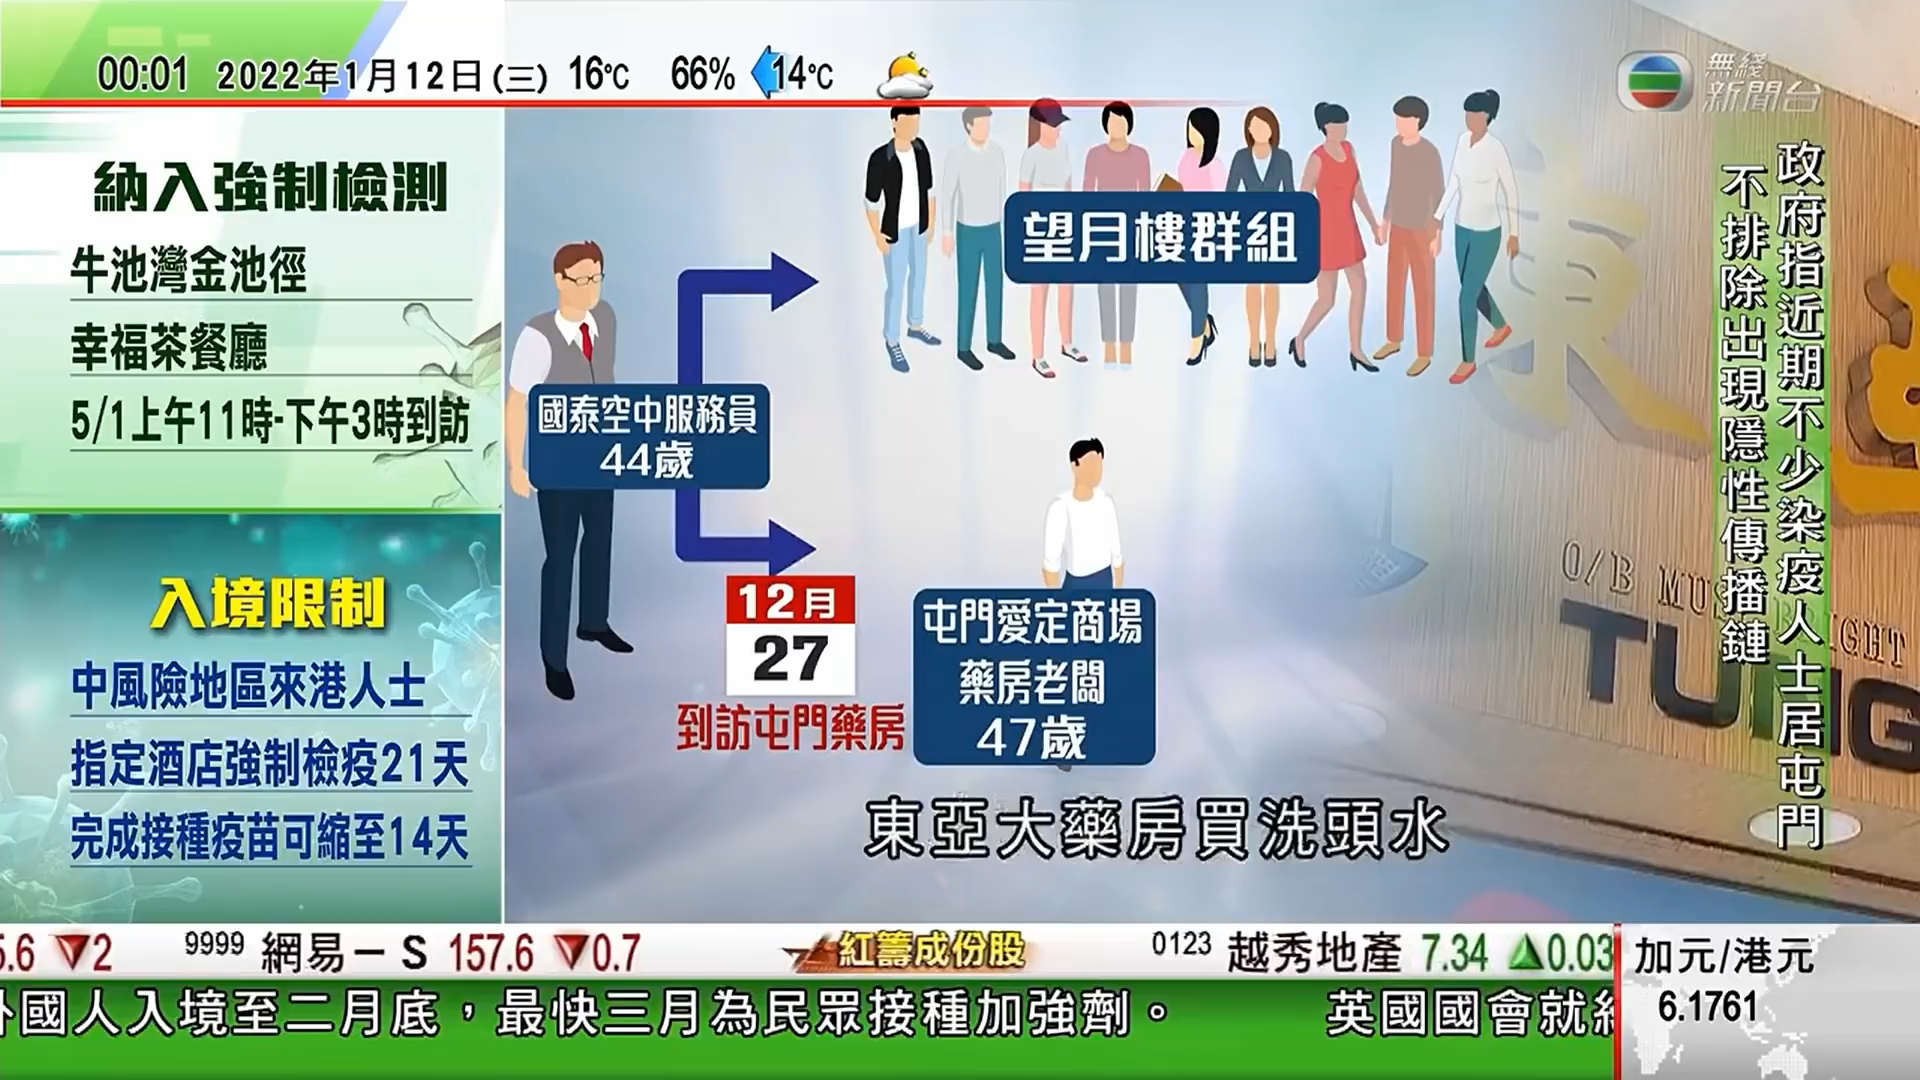 00:01 2022年1月12日(三) 16℃ 66% 14℃
無綫
新聞台
納入強制檢測
牛池灣金池徑
幸福茶餐廳
5/1上午11時-下午3時到訪
入境限制
中風險地區來港人士
指定酒店強制檢疫21天
完成接種疫苗可縮至14天
望月樓群組
國泰空中服務員
44歲
12月
27
到訪屯門藥房
屯門愛定商場
藥房老闆
47歲
政府指近期不少染疫人士居屯門
不排除出現隱性傳播鏈
東
O/B MU
GHT
TUNG
東亞大藥房買洗頭水
5.6 ▼2 9999 網易－S 157.6 ▼0.7 紅籌成份股 0123 越秀地產 7.34 ▲0.03
外國人入境至二月底，最快三月為民眾接種加強劑。 英國國會就
加元/港元
6.1761